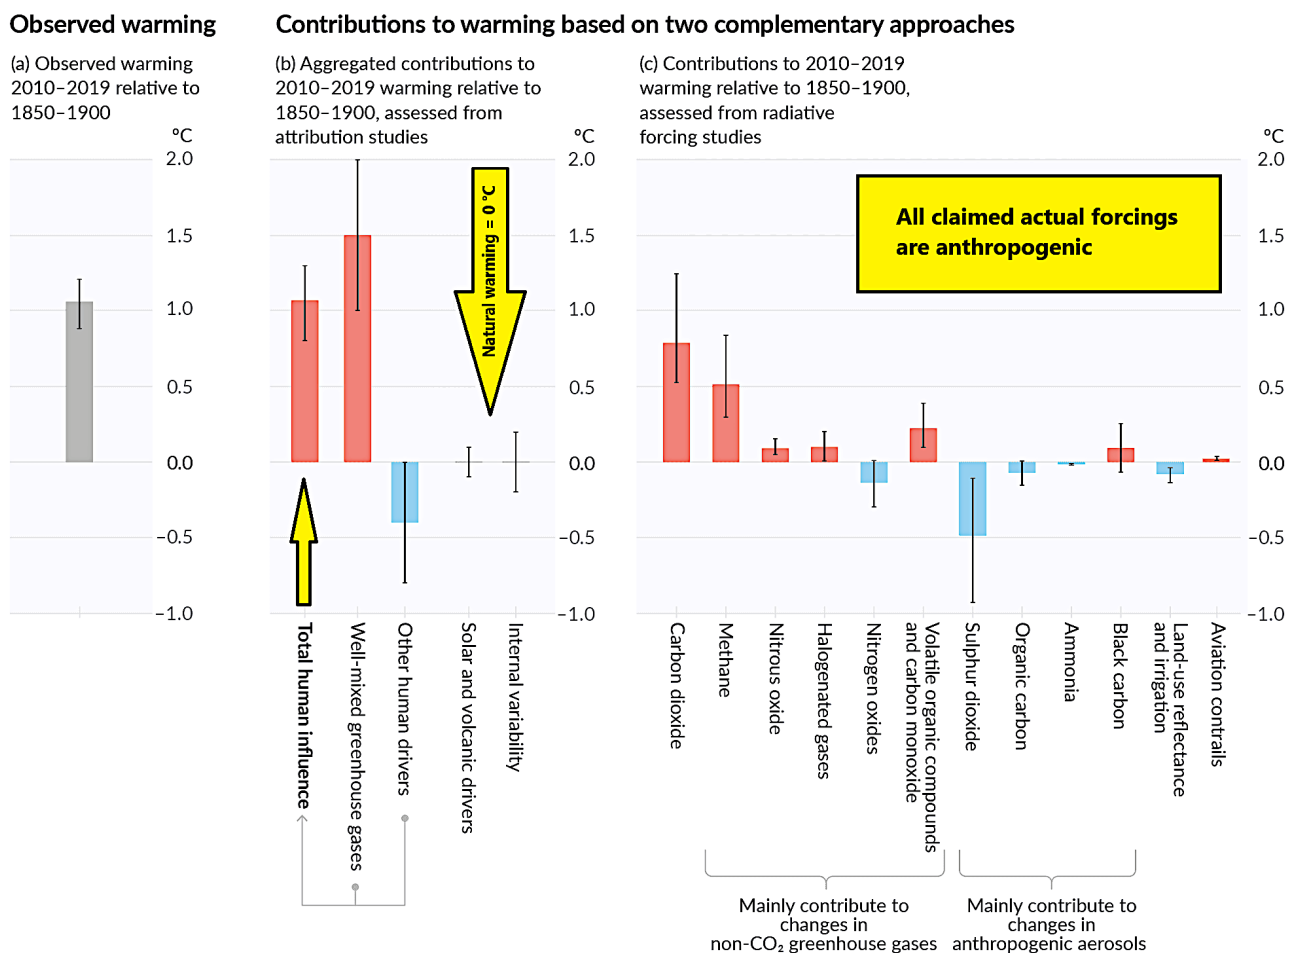 Observed warming
Contributions to warming based on two complementary approaches
(a) Observed warming
2010–2019 relative to
1850–1900
(b) Aggregated contributions to
2010–2019 warming relative to
1850–1900, assessed from
attribution studies
(c) Contributions to 2010–2019
warming relative to 1850–1900,
assessed from radiative
forcing studies
°C
2.0
1.5
1.0
0.5
0.0
–0.5
–1.0
°C
2.0
1.5
1.0
0.5
0.0
–0.5
–1.0
Natural warming = 0 °C
Total human influence
Well-mixed greenhouse gases
Other human drivers
Solar and volcanic drivers
Internal variability
°C
2.0
1.5
1.0
0.5
0.0
–0.5
–1.0
All claimed actual forcings
are anthropogenic
Carbon dioxide
Methane
Nitrous oxide
Halogenated gases
Nitrogen oxides
Volatile organic compounds
and carbon monoxide
Sulphur dioxide
Organic carbon
Ammonia
Black carbon
Land-use reflectance
and irrigation
Aviation contrails
Mainly contribute to
changes in
non-CO₂ greenhouse gases
Mainly contribute to
changes in
anthropogenic aerosols